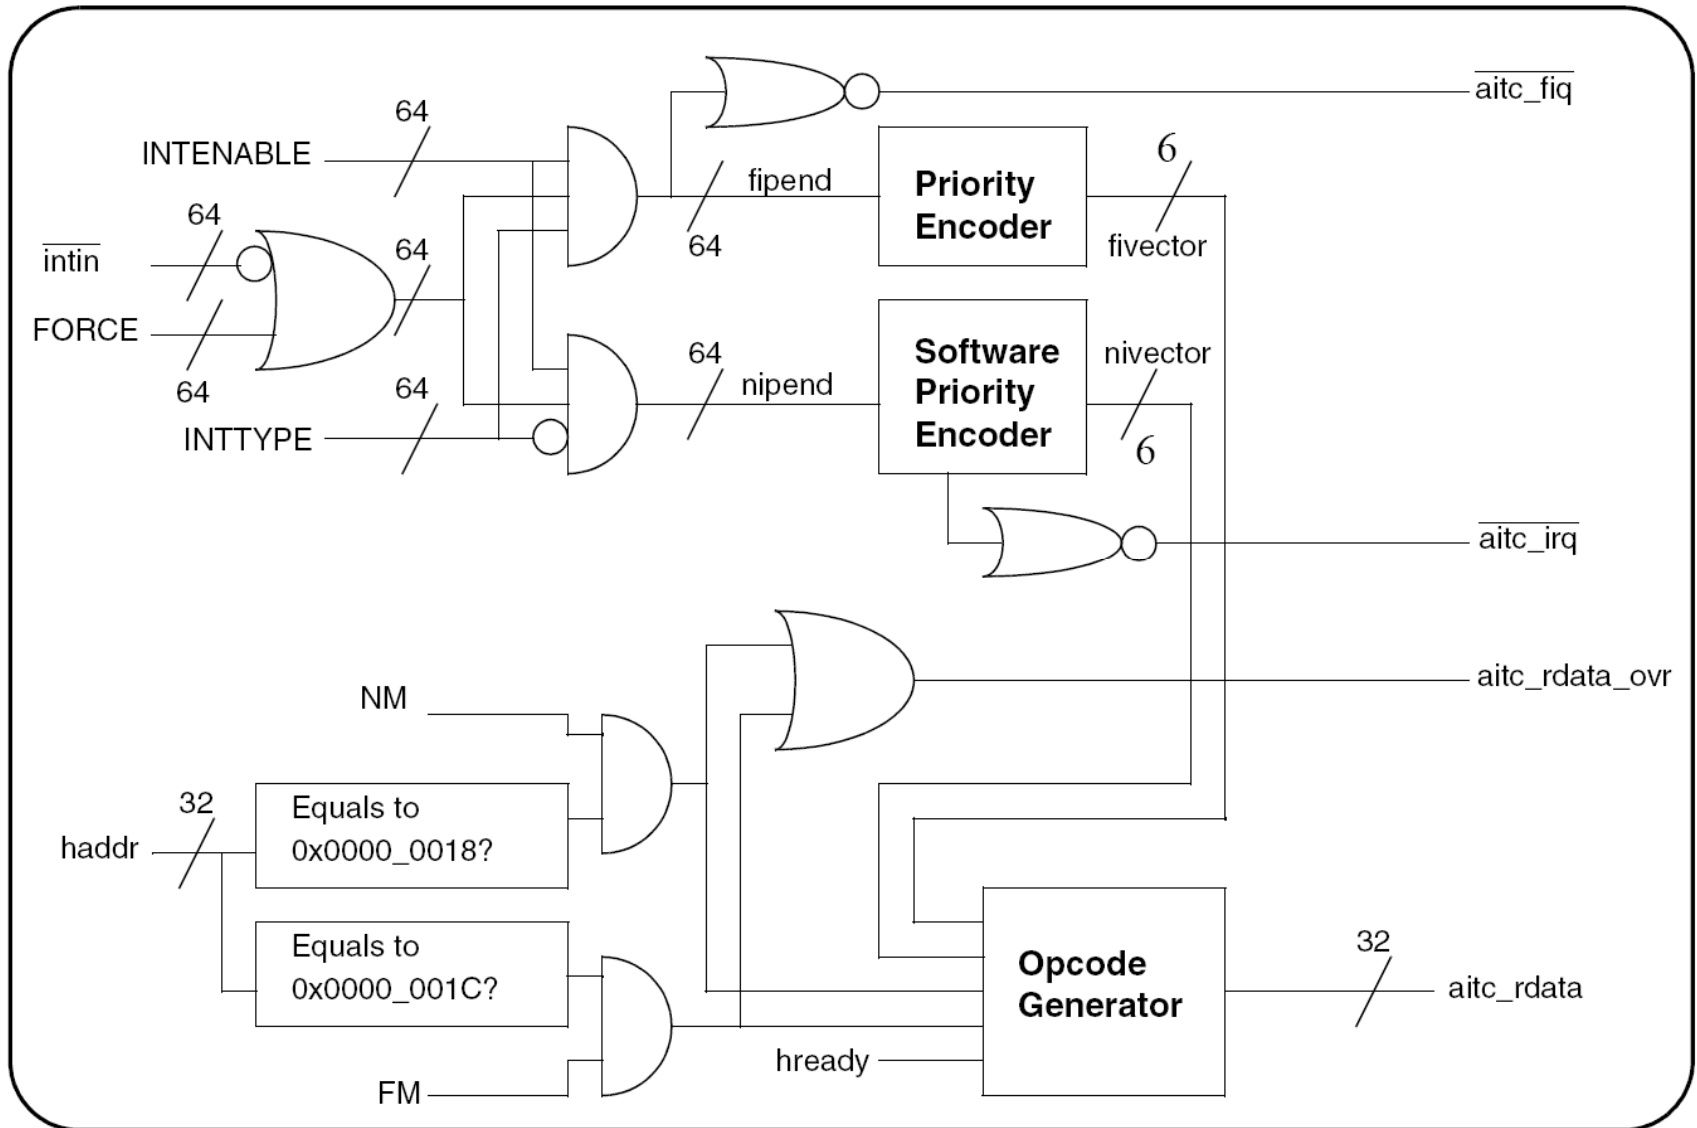 aitc_fiq
64
INTENABLE
64
intin
64
FORCE
64
64
INTTYPE
fipend
64
Priority
Encoder
6
fivector
64
nipend
Software
Priority
Encoder
nivector
6
aitc_irq
aitc_rdata_ovr
NM
32
haddr
Equals to
0x0000_0018?
Equals to
0x0000_001C?
FM
hready
Opcode
Generator
32
aitc_rdata